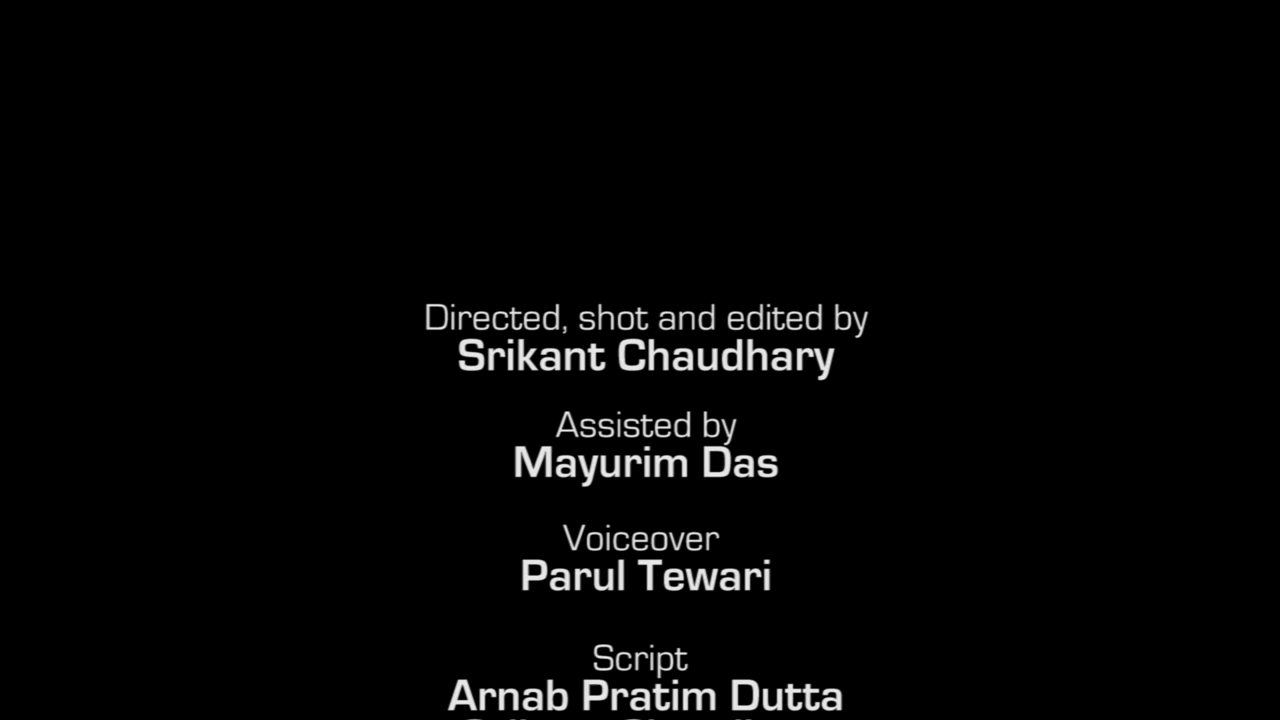 Directed, shot and edited by
Srikant Chaudhary
Assisted by
Mayurim Das
Voiceover
Parul Tewari
Script
Arnab Pratim Dutta